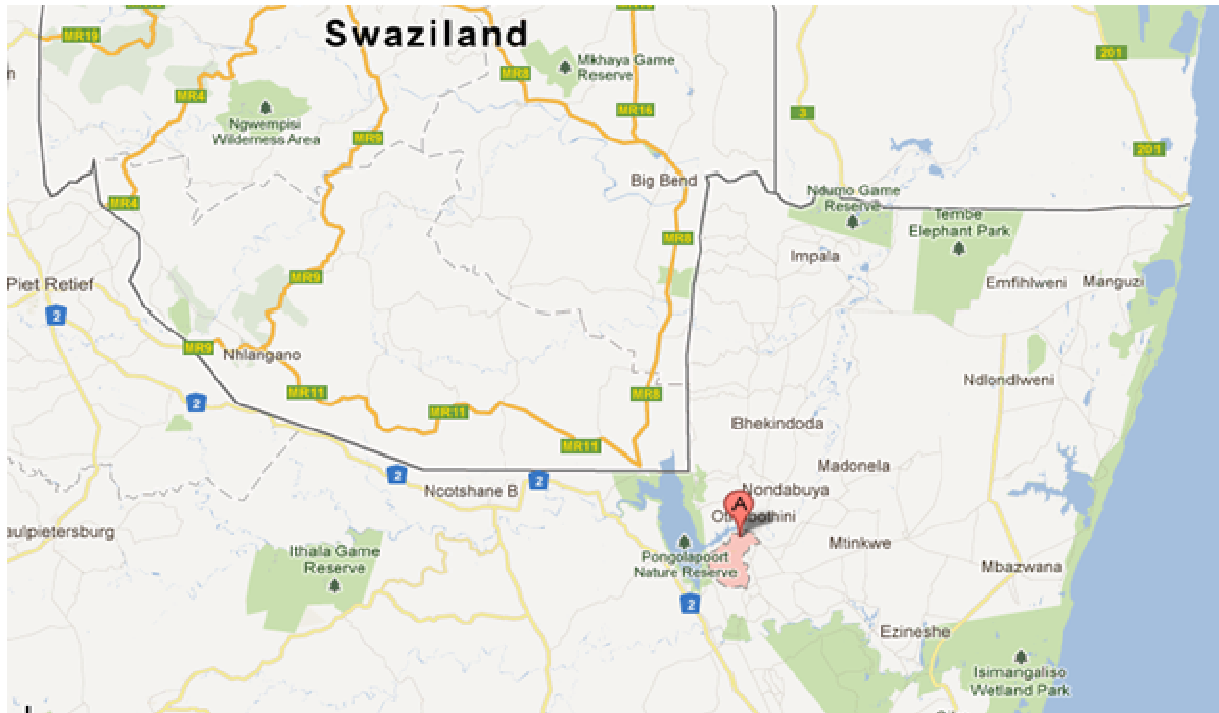 Swaziland
MR19
Mkhaya Game
Reserve
201
MR8
MR4
Ngwempisi
Wilderness Area
MR16
3
MR9
201
Big Bend
MR4
Ndumo Game
Reserve
Tembe
Elephant Park
MR8
Impala
MR9
Piet Retief
Emfihlweni
Manguzi
2
MR9
Nhlangano
Ndlondlweni
MR11
MR8
2
MR11
Bhekindoda
MR11
Madonela
2
2
Ncotshane B
Nondabuya
A
aulpietersburg
Mtinkwe
Ithala Game
Reserve
Pongolapoort
Nature Reserve
Mbazwana
2
Ezineshe
Isimangaliso
Wetland Park